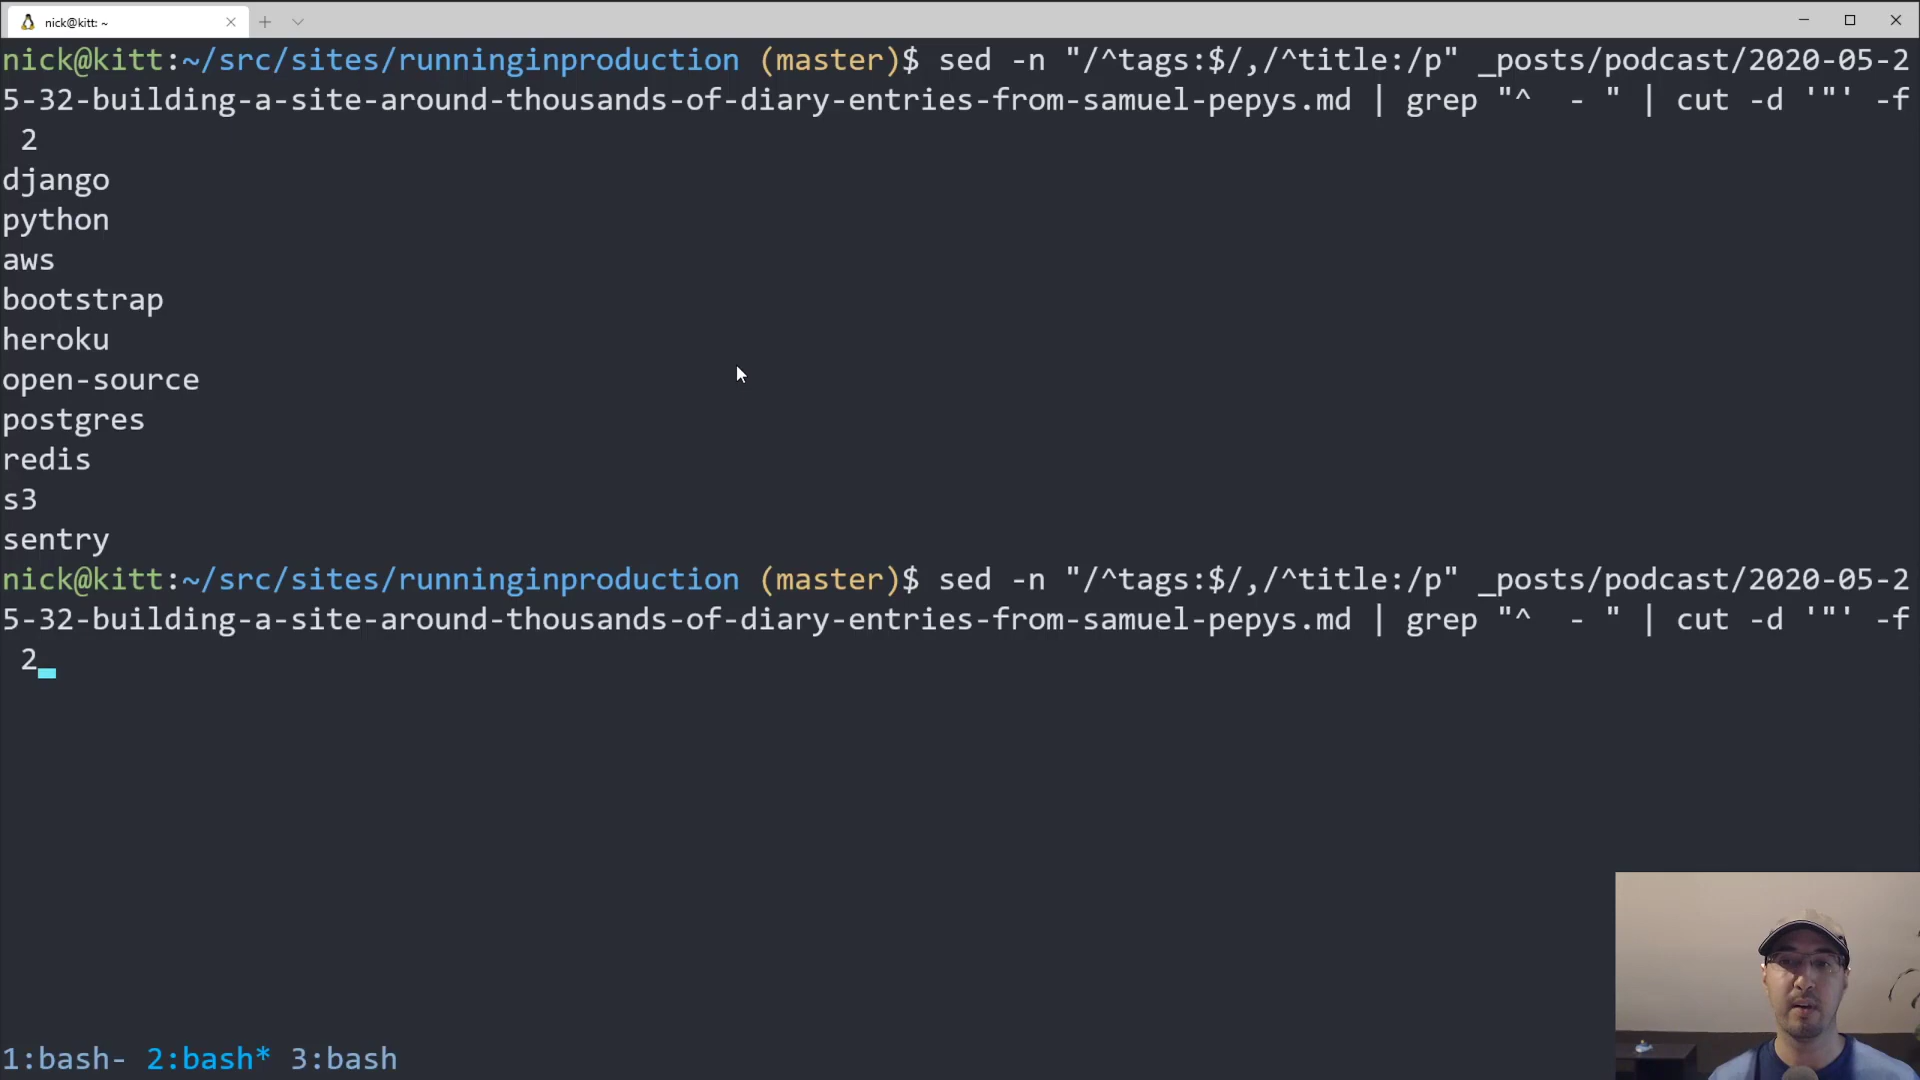 nick@kitt: ~
nick@kitt:~/src/sites/runninginproduction (master)$ sed -n "/^tags:$/,/^title:/p" _posts/podcast/2020-05-2
5-32-building-a-site-around-thousands-of-diary-entries-from-samuel-pepys.md | grep "^  - " | cut -d '"' -f
 2
django
python
aws
bootstrap
heroku
open-source
postgres
redis
s3
sentry
nick@kitt:~/src/sites/runninginproduction (master)$ sed -n "/^tags:$/,/^title:/p" _posts/podcast/2020-05-2
5-32-building-a-site-around-thousands-of-diary-entries-from-samuel-pepys.md | grep "^  - " | cut -d '"' -f
 2
1:bash- 2:bash* 3:bash